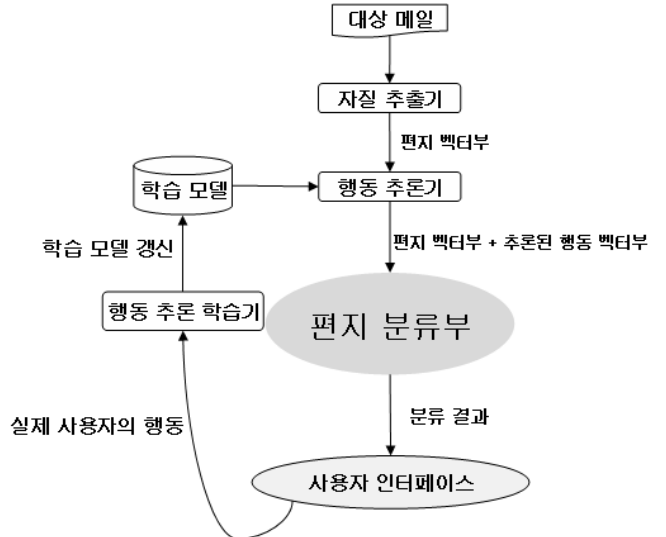 대상 메일
자질 추출기
편지 벡터부
학습 모델
행동 추론기
학습 모델 갱신
편지 벡터부 + 추론된 행동 벡터부
행동 추론 학습기
편지 분류부
실제 사용자의 행동
분류 결과
사용자 인터페이스